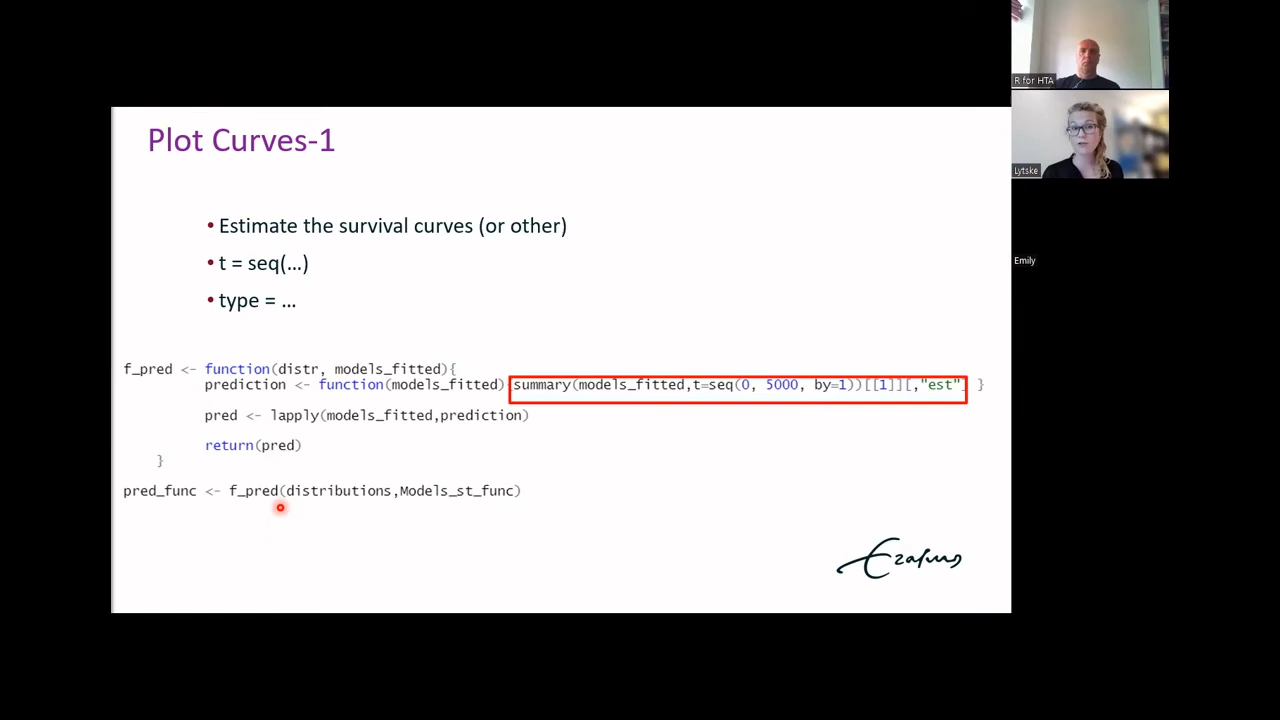 Plot Curves-1
• Estimate the survival curves (or other)
• t = seq(…)
• type = …
f_pred <- function(distr, models_fitted){
prediction <- function(models_fitted) summary(models_fitted,t=seq(0, 5000, by=1))[[1]][,"est"] }
pred <- lapply(models_fitted,prediction)
return(pred)
}
pred_func <- f_pred(distributions,Models_st_func)
Erasmus
R for HTA
Lytske
Emily